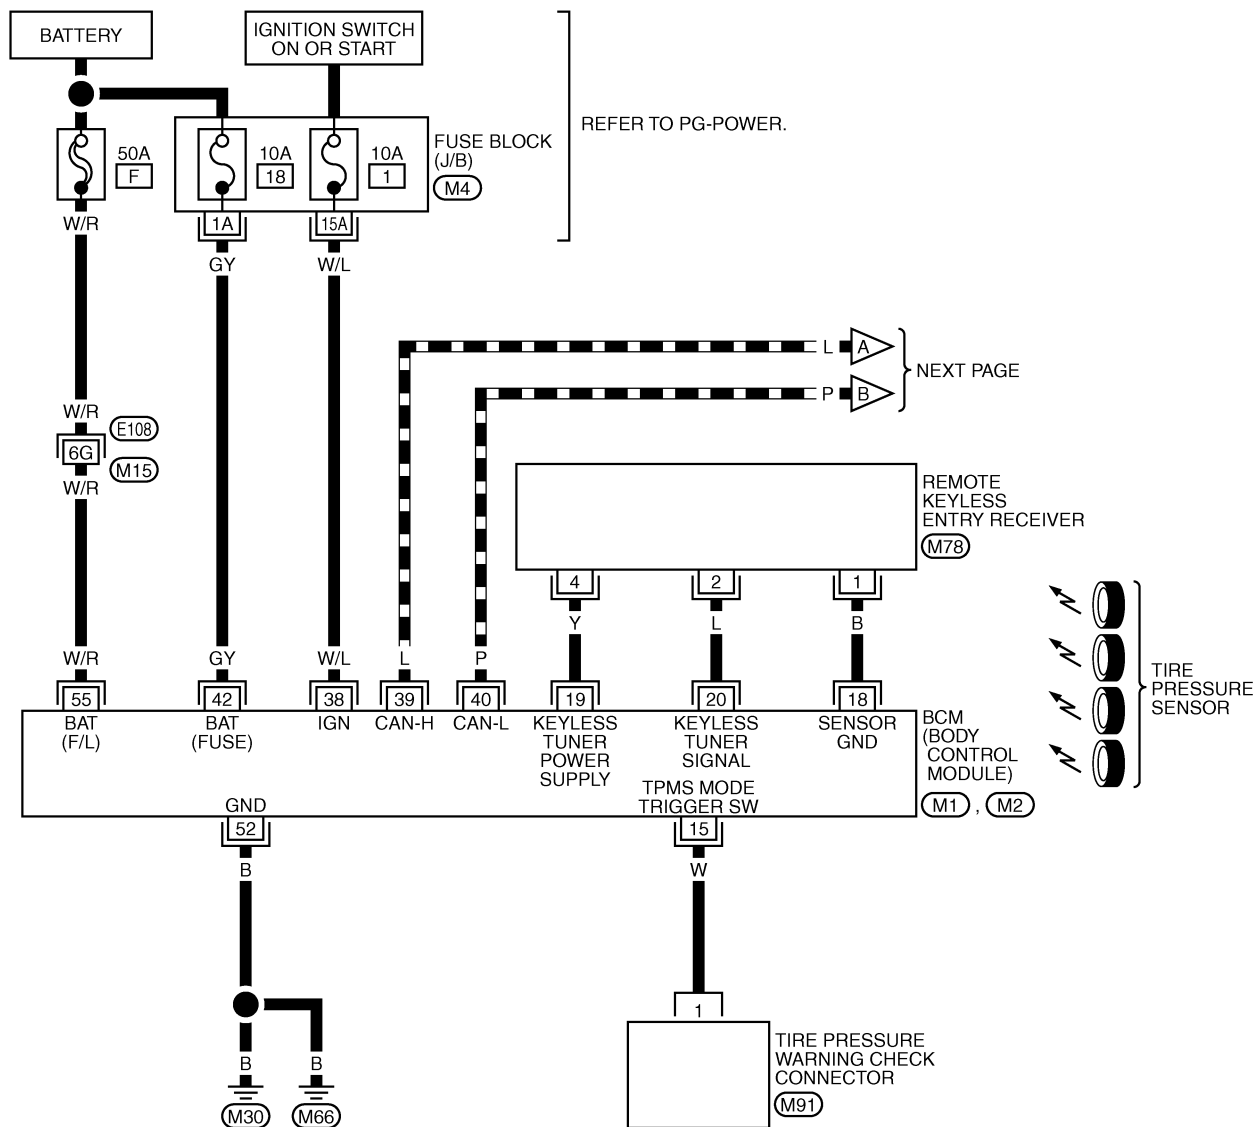 BATTERY
IGNITION SWITCH
ON OR START
REFER TO PG-POWER.
50A
F
10A
18
10A
1
FUSE BLOCK
(J/B)
M4
1A
15A
W/R
GY
W/L
L
A
P
B
NEXT PAGE
W/R
E108
6G
M15
W/R
REMOTE
KEYLESS
ENTRY RECEIVER
M78
4
2
1
Y
L
B
W/R
GY
W/L
L
P
55
42
38
39
40
19
20
18
TIRE
PRESSURE
SENSOR
BAT
(F/L)
BAT
(FUSE)
IGN
CAN-H
CAN-L
KEYLESS
TUNER
POWER
SUPPLY
KEYLESS
TUNER
SIGNAL
SENSOR
GND
BCM
(BODY
CONTROL
MODULE)
M1 , M2
GND
TPMS MODE
TRIGGER SW
52
15
B
W
1
TIRE PRESSURE
WARNING CHECK
CONNECTOR
M91
B
B
M30
M66